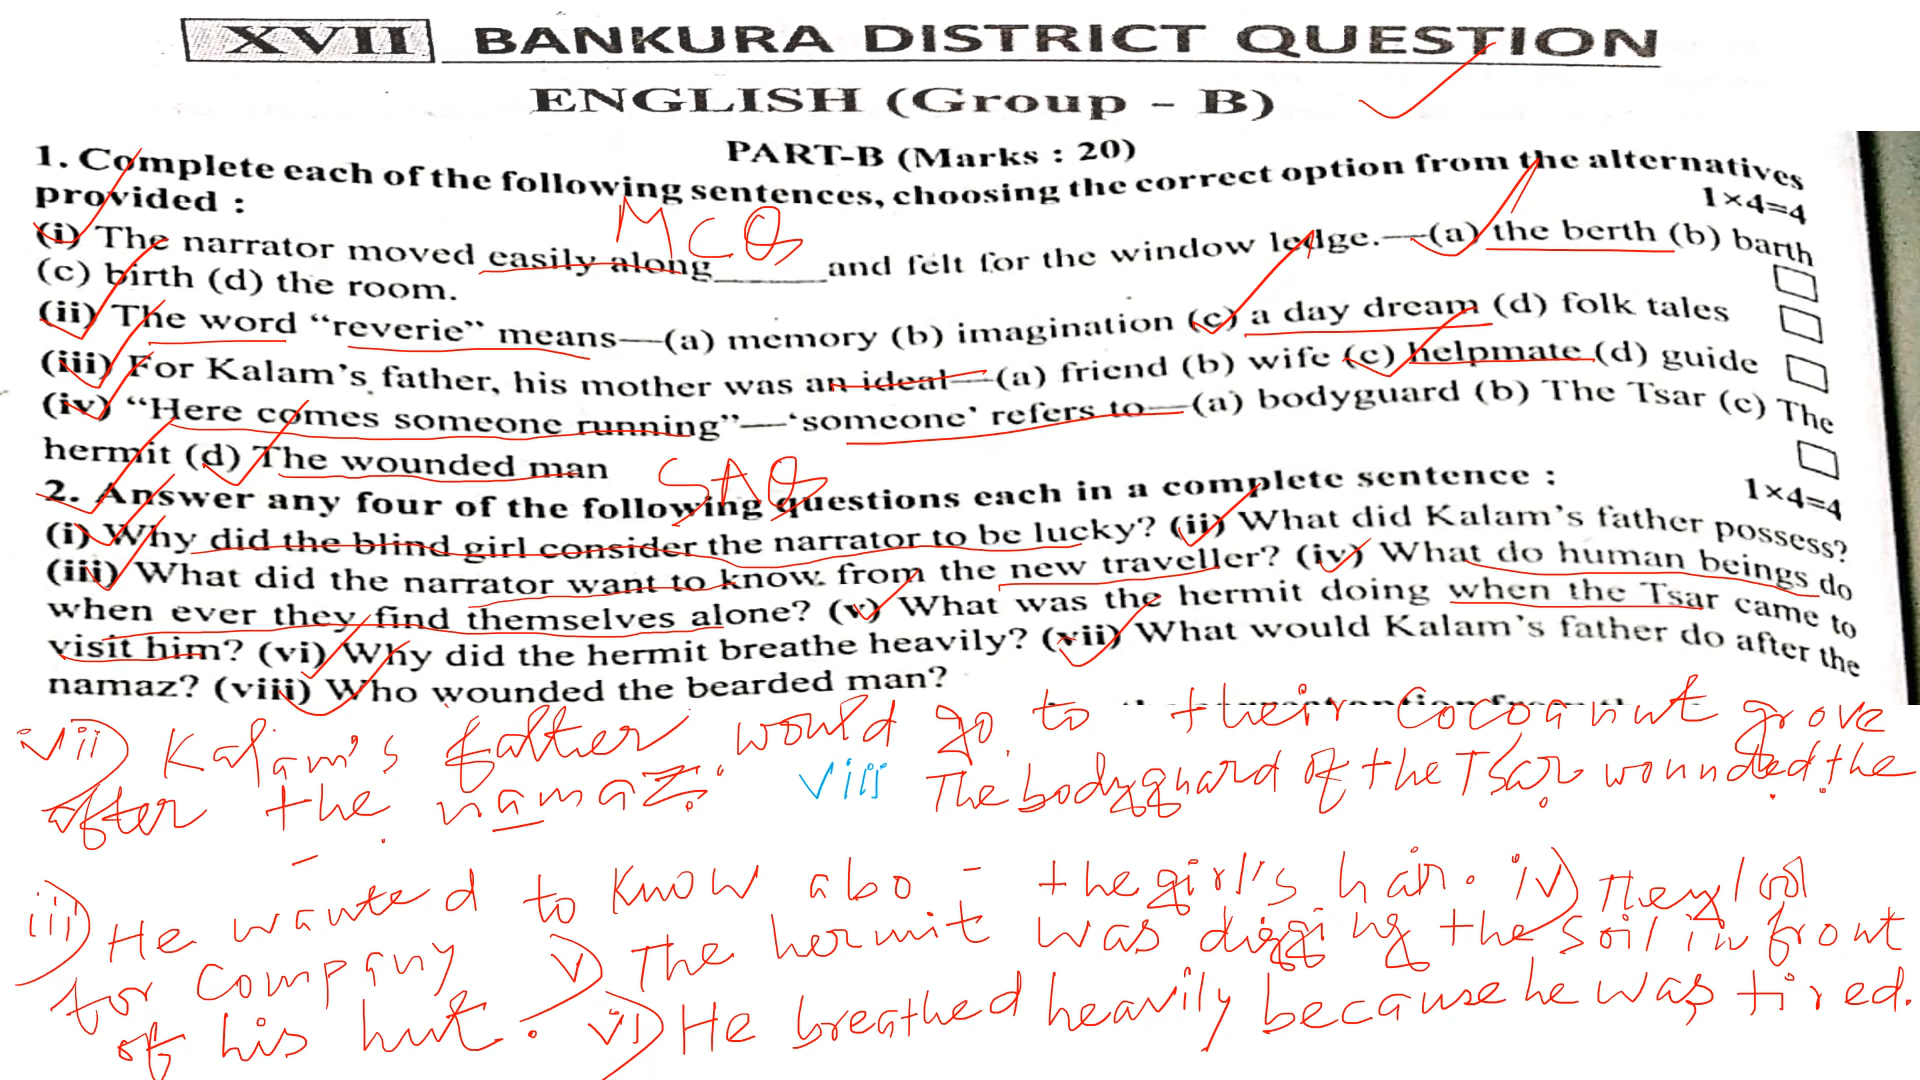 XVII BANKURA DISTRICT QUESTION
ENGLISH (Group - B)
PART-B (Marks : 20)
1. Complete each of the following sentences, choosing the correct option from the alternatives
provided : 1×4=4
MCQ
(i) The narrator moved easily along______and felt for the window ledge.—(a) the berth (b) barth
(c) birth (d) the room.
(ii) The word “reverie” means—(a) memory (b) imagination (c) a day dream (d) folk tales
(iii) For Kalam’s father, his mother was an ideal—(a) friend (b) wife (c) helpmate (d) guide
(iv) “Here comes someone running”—‘someone’ refers to—(a) bodyguard (b) The Tsar (c) The
hermit (d) The wounded man
SAQ
2. Answer any four of the following questions each in a complete sentence : 1×4=4
(i) Why did the blind girl consider the narrator to be lucky? (ii) What did Kalam’s father possess?
(iii) What did the narrator want to know from the new traveller? (iv) What do human beings do
when ever they find themselves alone? (v) What was the hermit doing when the Tsar came to
visit him? (vi) Why did the hermit breathe heavily? (vii) What would Kalam’s father do after the
namaz? (viii) Who wounded the bearded man?
vii) Kalam's father would go to their Cocoanut grove
after the namaz. viii The bodyguard of the Tsar wounded the
iii) He wanted to know abo - the girl's hair. iv) They look
for company v) The hermit was digging the soil in front
of his hut. vi) He breathed heavily because he was tired.